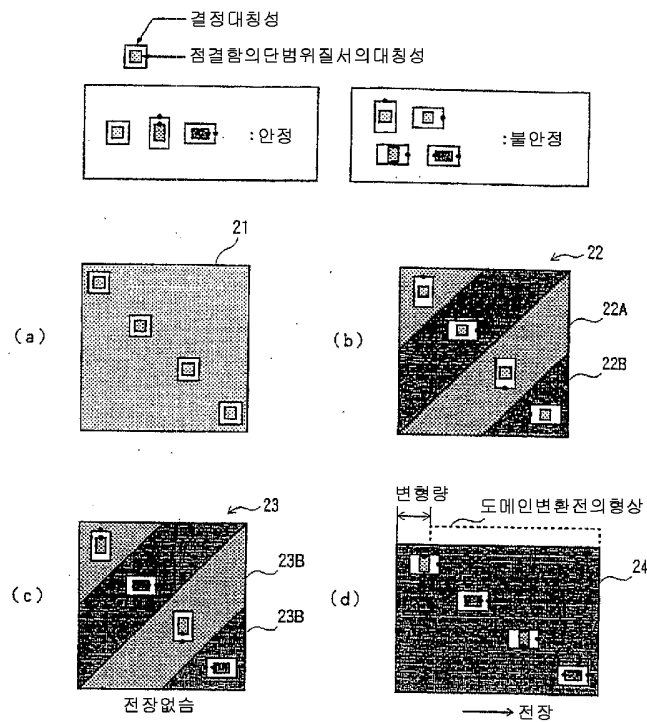 결정대칭성
점결함의단범위질서의대칭성
:안정
:불안정
21
(a)
22
(b)
22A
22B
23
(c)
23B
23B
전장없슴
변형량
도메인변환전의형상
(d)
24
전장